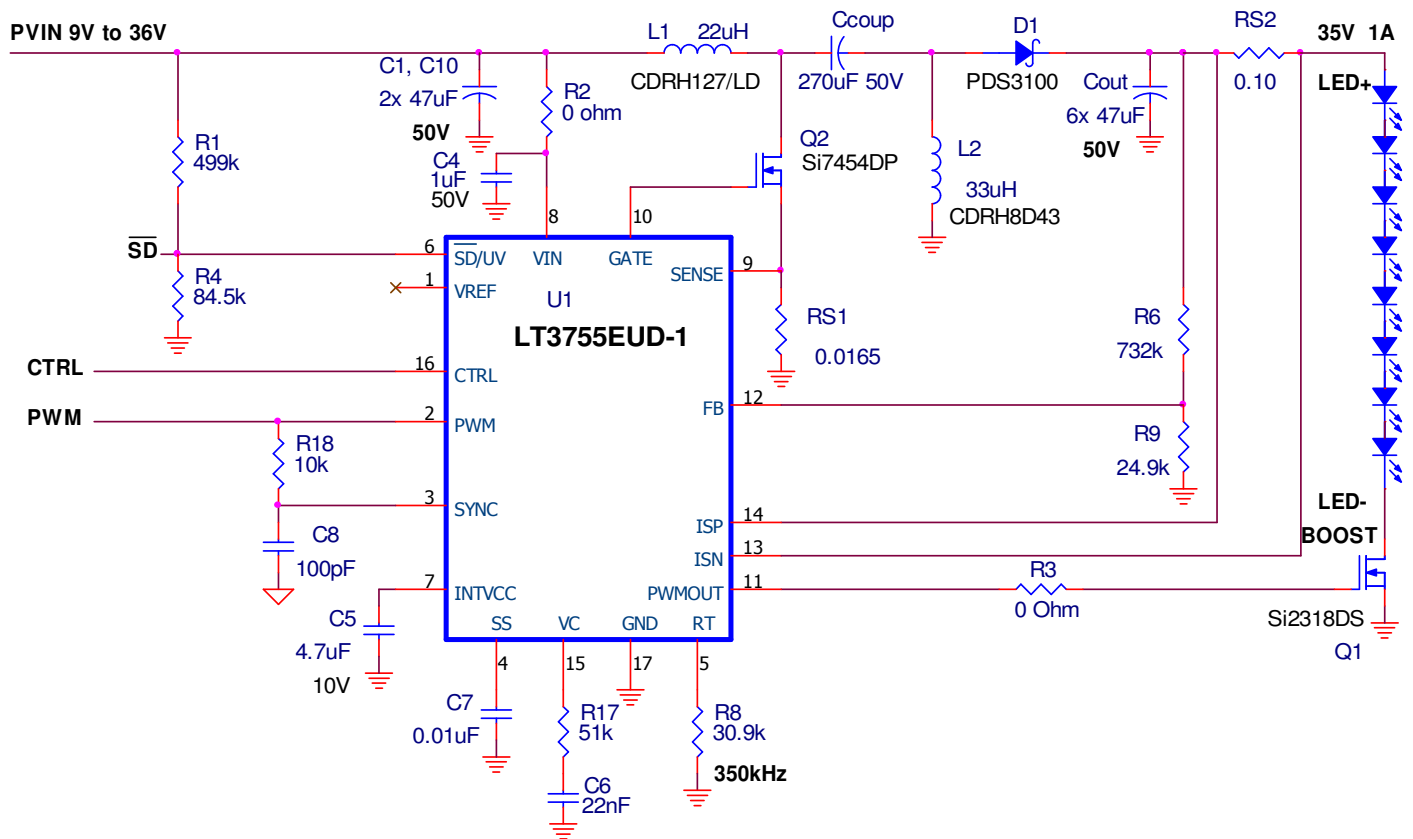 PVIN 9V to 36V
L1
22uH
CDRH127/LD
Ccoup
270uF 50V
D1
PDS3100
RS2
0.10
35V 1A
LED+
C1, C10
2x 47uF
50V
R2
0 ohm
Cout
6x 47uF
50V
R1
499k
C4
1uF
50V
Q2
Si7454DP
L2
33uH
CDRH8D43
8
10
SD
6
SD/UV
VIN
GATE
SENSE
9
R4
84.5k
1
VREF
U1
LT3755EUD-1
RS1
0.0165
R6
732k
CTRL
16
CTRL
PWM
2
PWM
FB
12
R18
10k
R9
24.9k
3
SYNC
ISP
14
LED-
BOOST
C8
100pF
ISN
13
7
INTVCC
PWMOUT
11
R3
0 Ohm
C5
4.7uF
10V
SS
VC
GND
RT
4
15
17
5
Si2318DS
Q1
C7
0.01uF
R17
51k
R8
30.9k
350kHz
C6
22nF